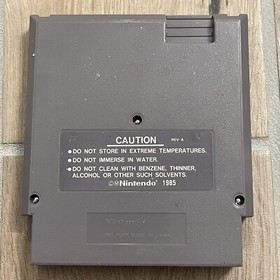 CAUTION
REV-A
• DO NOT STORE IN EXTREME TEMPERATURES.
• DO NOT IMMERSE IN WATER.
• DO NOT CLEAN WITH BENZENE, THINNER,
ALCOHOL OR OTHER SUCH SOLVENTS.
©®Nintendo® 1985